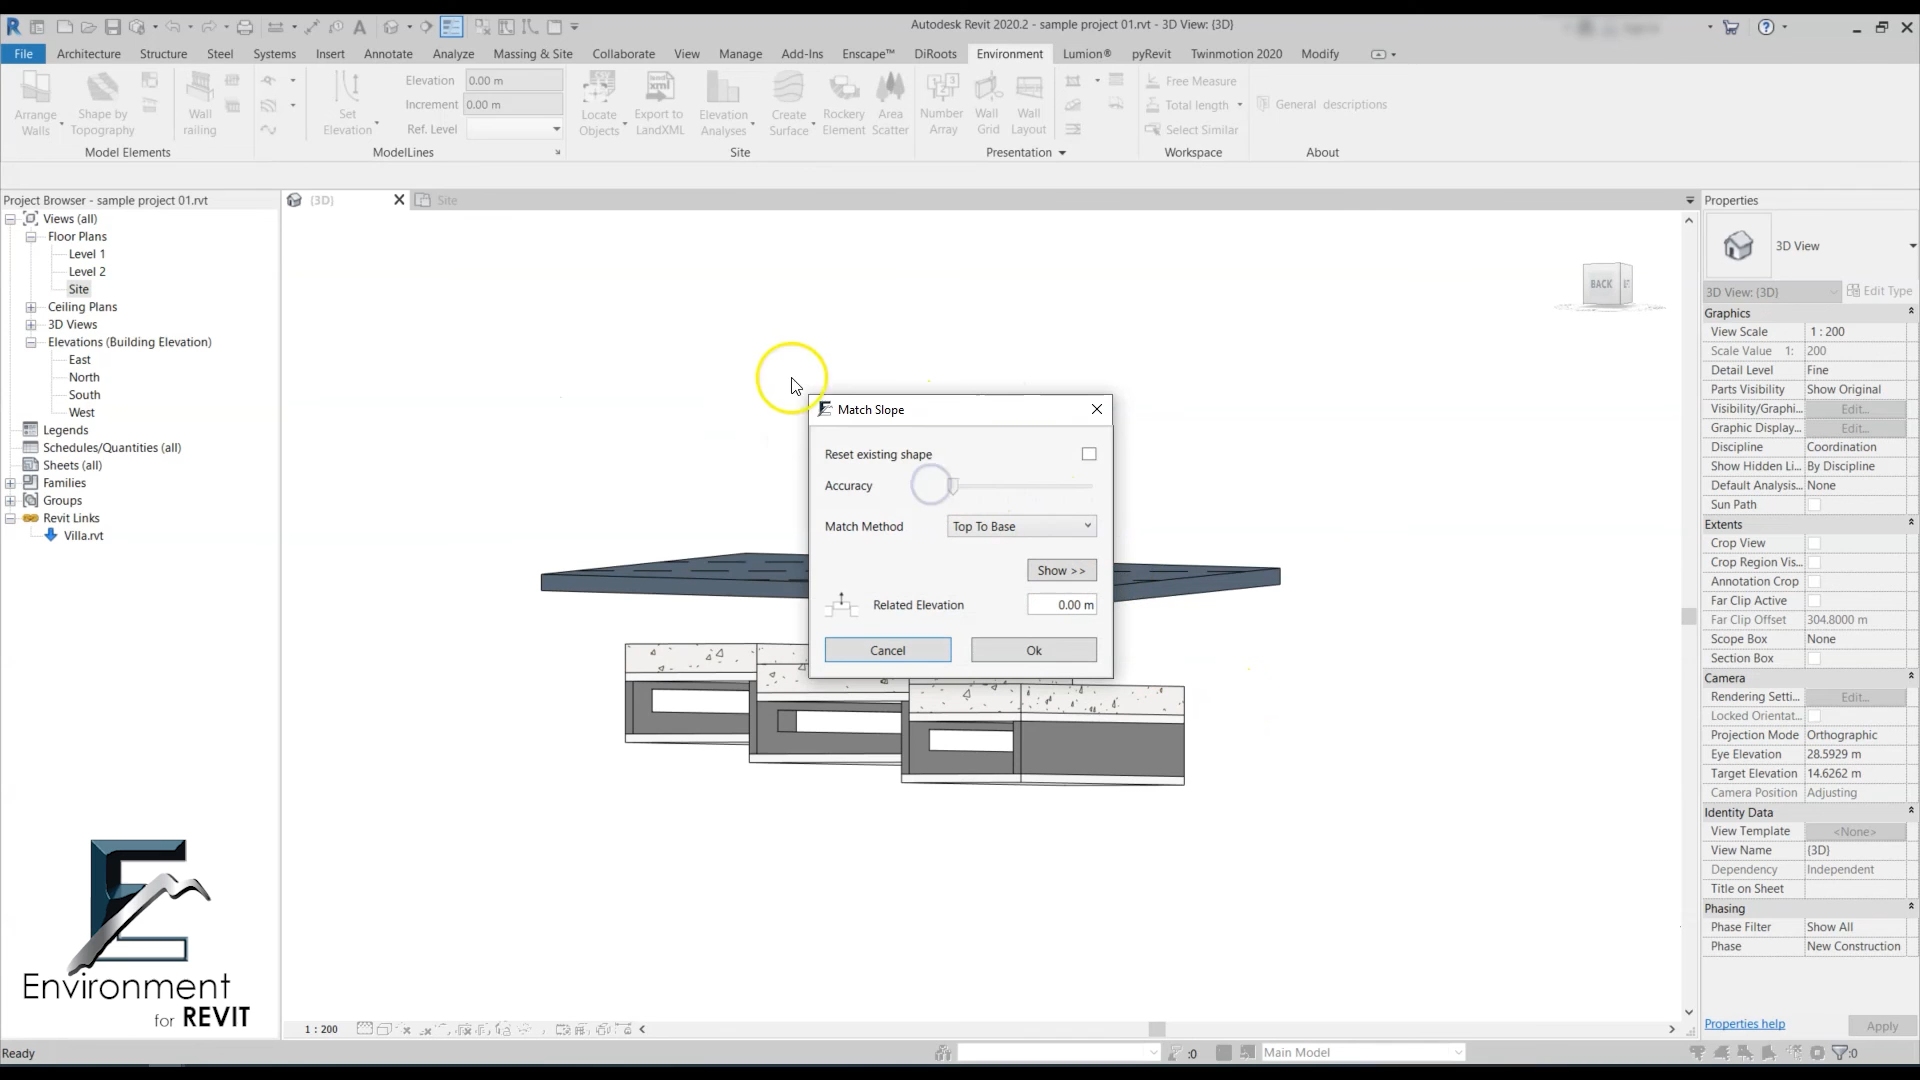 Autodesk Revit 2020.2 - sample project 01.rvt - 3D View: {3D}
File Architecture Structure Steel Systems Insert Annotate Analyze Massing & Site Collaborate View Manage Add-Ins Enscape™ DiRoots Environment Lumion® pyRevit Twinmotion 2020 Modify
Arrange Walls
Shape by Topography
Wall railing
Set Elevation
Elevation 0.00 m
Increment 0.00 m
Ref. Level
Locate Objects
Export to LandXML
Elevation Analyses
Create Surface
Rockery Element
Area Scatter
Number Array
Wall Grid
Wall Layout
Free Measure
Total length
Select Similar
General descriptions
Model Elements ModelLines Site Presentation Workspace About
Project Browser - sample project 01.rvt
Views (all)
Floor Plans
Level 1
Level 2
Site
Ceiling Plans
3D Views
Elevations (Building Elevation)
East
North
South
West
Legends
Schedules/Quantities (all)
Sheets (all)
Families
Groups
Revit Links
Villa.rvt
Environment
for REVIT
{3D}
Site
BACK
Match Slope
Reset existing shape
Accuracy
Match Method Top To Base
Show >>
Related Elevation 0.00 m
Cancel Ok
Properties
3D View
3D View: {3D} Edit Type
Graphics
View Scale 1 : 200
Scale Value 1: 200
Detail Level Fine
Parts Visibility Show Original
Visibility/Graphi... Edit...
Graphic Display... Edit...
Discipline Coordination
Show Hidden Li... By Discipline
Default Analysis... None
Sun Path
Extents
Crop View
Crop Region Vis...
Annotation Crop
Far Clip Active
Far Clip Offset 304.8000 m
Scope Box None
Section Box
Camera
Rendering Setti... Edit...
Locked Orientat...
Projection Mode Orthographic
Eye Elevation 28.5929 m
Target Elevation 14.6262 m
Camera Position Adjusting
Identity Data
View Template <None>
View Name {3D}
Dependency Independent
Title on Sheet
Phasing
Phase Filter Show All
Phase New Construction
Properties help Apply
1 : 200
Ready
:0
Main Model
:0